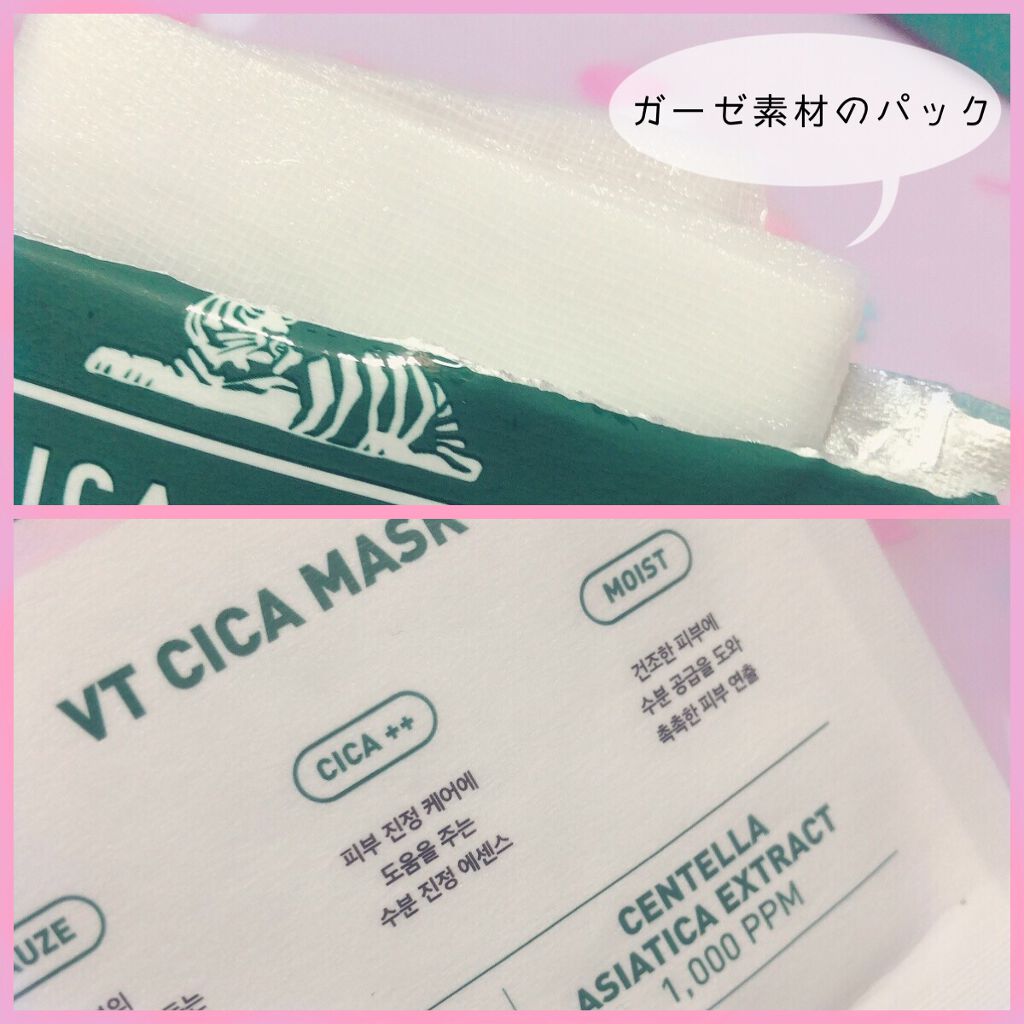 ガーゼ素材のパック
ICA
VT CICA MASK
MOIST
건조한 피부에
수분 공급을 도와
촉촉한 피부 연출
CICA ++
피부 진정 케어에
도움을 주는
수분 진정 에센스
CENTELLA
ASIATICA EXTRACT
1,000 PPM